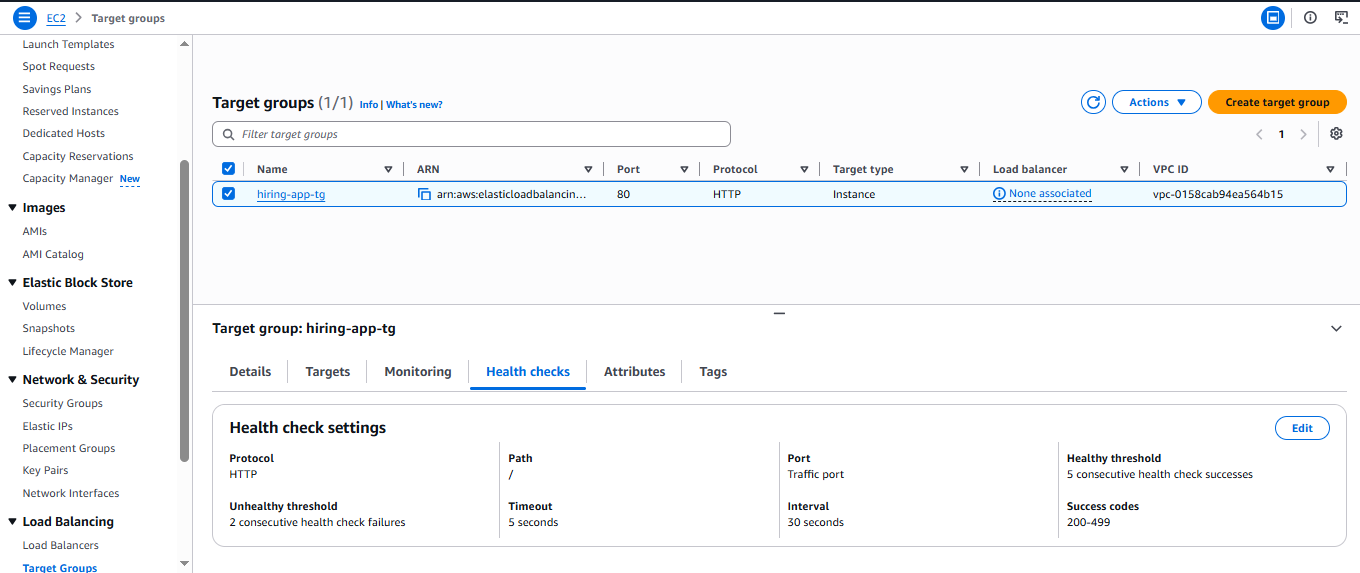 EC2 > Target groups
Launch Templates
Spot Requests
Savings Plans
Reserved Instances
Dedicated Hosts
Capacity Reservations
Capacity Manager New
Images
AMIs
AMI Catalog
Elastic Block Store
Volumes
Snapshots
Lifecycle Manager
Network & Security
Security Groups
Elastic IPs
Placement Groups
Key Pairs
Network Interfaces
Load Balancing
Load Balancers
Target Groups
Target groups (1/1) Info | What's new?
Actions
Create target group
Filter target groups
1
Name ARN Port Protocol Target type Load balancer VPC ID
hiring-app-tg arn:aws:elasticloadbalancin... 80 HTTP Instance None associated vpc-0158cab94ea564b15
Target group: hiring-app-tg
Details Targets Monitoring Health checks Attributes Tags
Health check settings
Edit
Protocol Path Port Healthy threshold
HTTP / Traffic port 5 consecutive health check successes
Unhealthy threshold Timeout Interval Success codes
2 consecutive health check failures 5 seconds 30 seconds 200-499